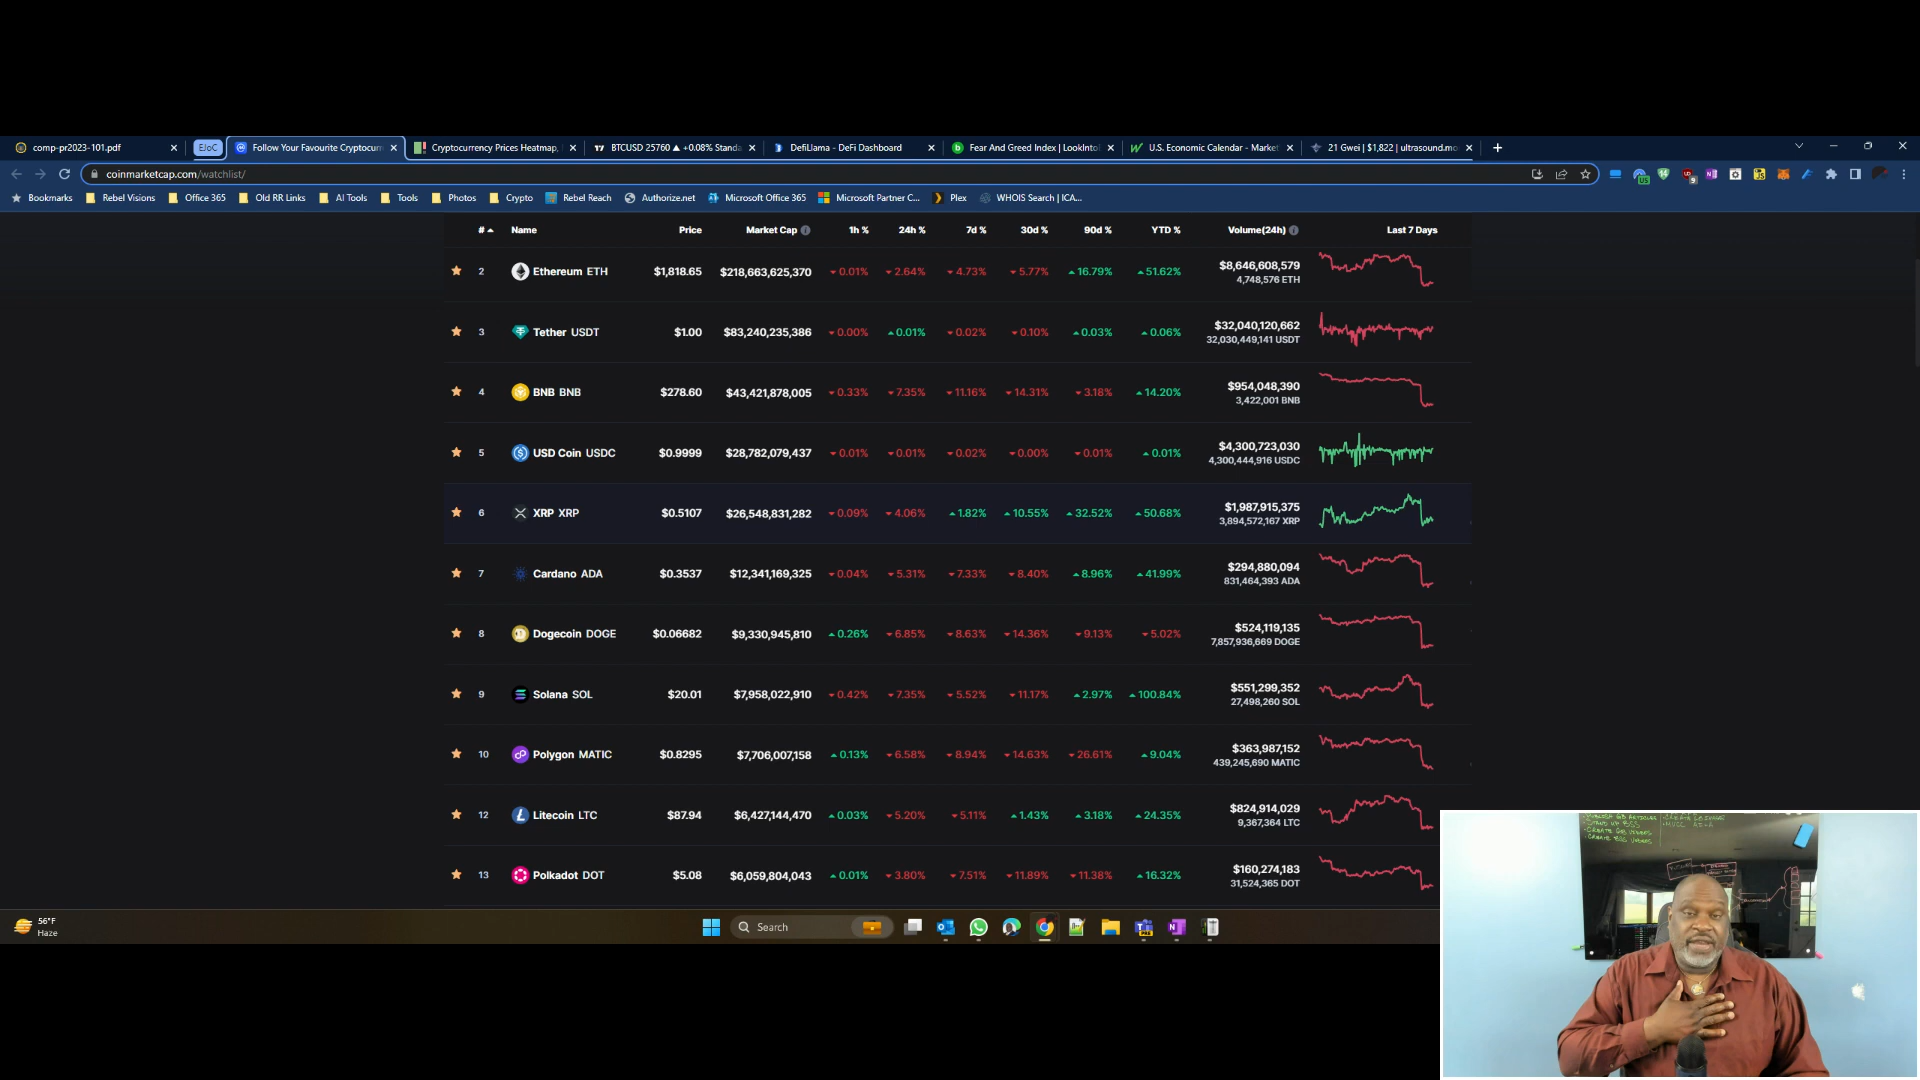 comp-pr2023-101.pdf EJoC Follow Your Favourite Cryptocurr Cryptocurrency Prices Heatmap, BTCUSD 25760 ▲ +0.08% Standa DefiLlama - DeFi Dashboard Fear And Greed Index | LookInto U.S. Economic Calendar - Market 21 Gwei | $1,822 | ultrasound.mo
coinmarketcap.com/watchlist/
Bookmarks Rebel Visions Office 365 Old RR Links AI Tools Tools Photos Crypto Rebel Reach Authorize.net Microsoft Office 365 Microsoft Partner C... Plex WHOIS Search | ICA...
# Name Price Market Cap 1h % 24h % 7d % 30d % 90d % YTD % Volume(24h) Last 7 Days
2 Ethereum ETH $1,818.65 $218,663,625,370 0.01% 2.64% 4.73% 5.77% 16.79% 51.62% $8,646,608,579
4,748,576 ETH
3 Tether USDT $1.00 $83,240,235,386 0.00% 0.01% 0.02% 0.10% 0.03% 0.06% $32,040,120,662
32,030,449,141 USDT
4 BNB BNB $278.60 $43,421,878,005 0.33% 7.35% 11.16% 14.31% 3.18% 14.20% $954,048,390
3,422,001 BNB
5 USD Coin USDC $0.9999 $28,782,079,437 0.01% 0.01% 0.02% 0.00% 0.01% 0.01% $4,300,723,030
4,300,444,916 USDC
6 XRP XRP $0.5107 $26,548,831,282 0.09% 4.06% 1.82% 10.55% 32.52% 50.68% $1,987,915,375
3,894,572,167 XRP
7 Cardano ADA $0.3537 $12,341,169,325 0.04% 5.31% 7.33% 8.40% 8.96% 41.99% $294,880,094
831,464,393 ADA
8 Dogecoin DOGE $0.06682 $9,330,945,810 0.26% 6.85% 8.63% 14.36% 9.13% 5.02% $524,119,135
7,857,936,669 DOGE
9 Solana SOL $20.01 $7,958,022,910 0.42% 7.35% 5.52% 11.17% 2.97% 100.84% $551,299,352
27,498,260 SOL
10 Polygon MATIC $0.8295 $7,706,007,158 0.13% 6.58% 8.94% 14.63% 26.61% 9.04% $363,987,152
439,245,690 MATIC
12 Litecoin LTC $87.94 $6,427,144,470 0.03% 5.20% 5.11% 1.43% 3.18% 24.35% $824,914,029
9,367,364 LTC
13 Polkadot DOT $5.08 $6,059,804,043 0.01% 3.80% 7.51% 11.89% 11.38% 16.32% $160,274,183
31,524,365 DOT
56°F
Haze
Search